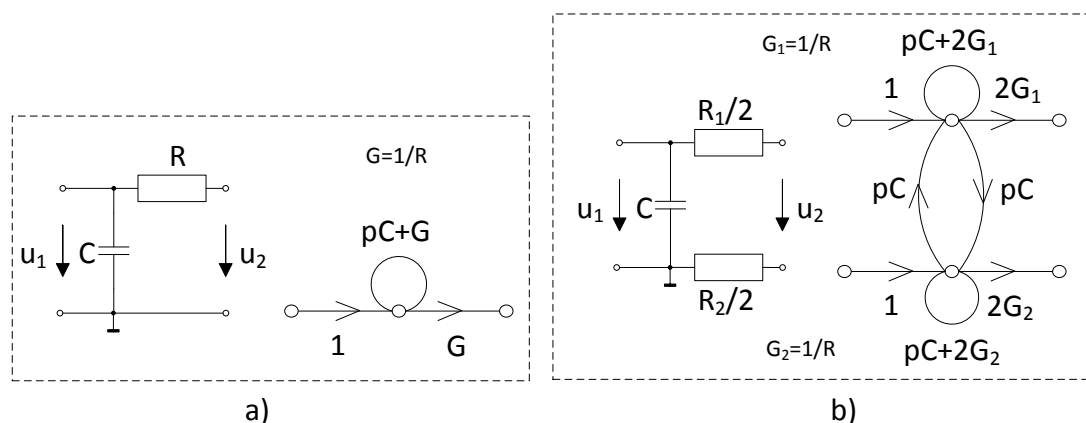 R
G=1/R
u₁
C
u₂
pC+G
1
G
a)
G₁=1/R
R₁/2
u₁
C
u₂
R₂/2
G₂=1/R
pC+2G₁
1
2G₁
pC
pC
1
2G₂
pC+2G₂
b)